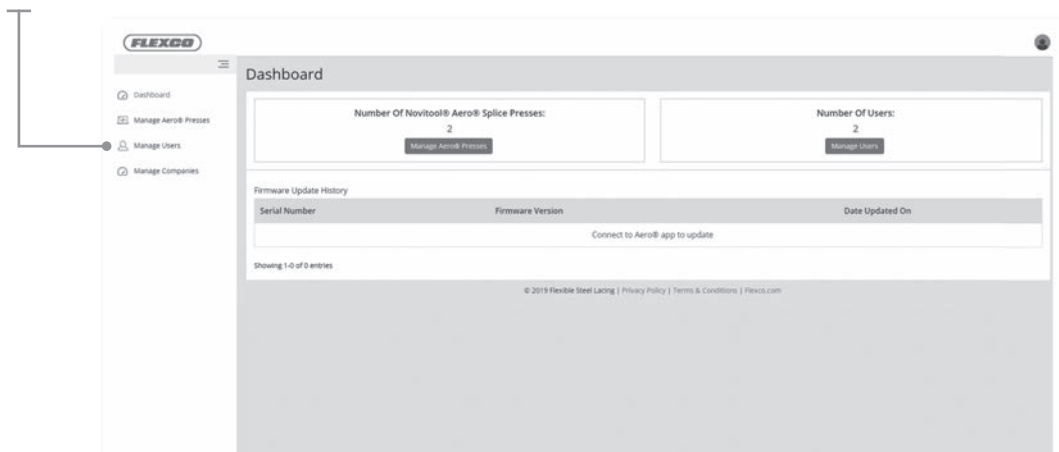 FLEXCO
Dashboard
Manage Aero® Presses
Manage Users
Manage Companies
Dashboard
Number Of Novitool® Aero® Splice Presses:
2
Manage Aero® Presses
Number Of Users:
2
Manage Users
Firmware Update History
Serial Number Firmware Version Date Updated On
Connect to Aero® app to update
Showing 1-0 of 0 entries
© 2019 Flexible Steel Lacing | Privacy Policy | Terms & Conditions | Flexco.com